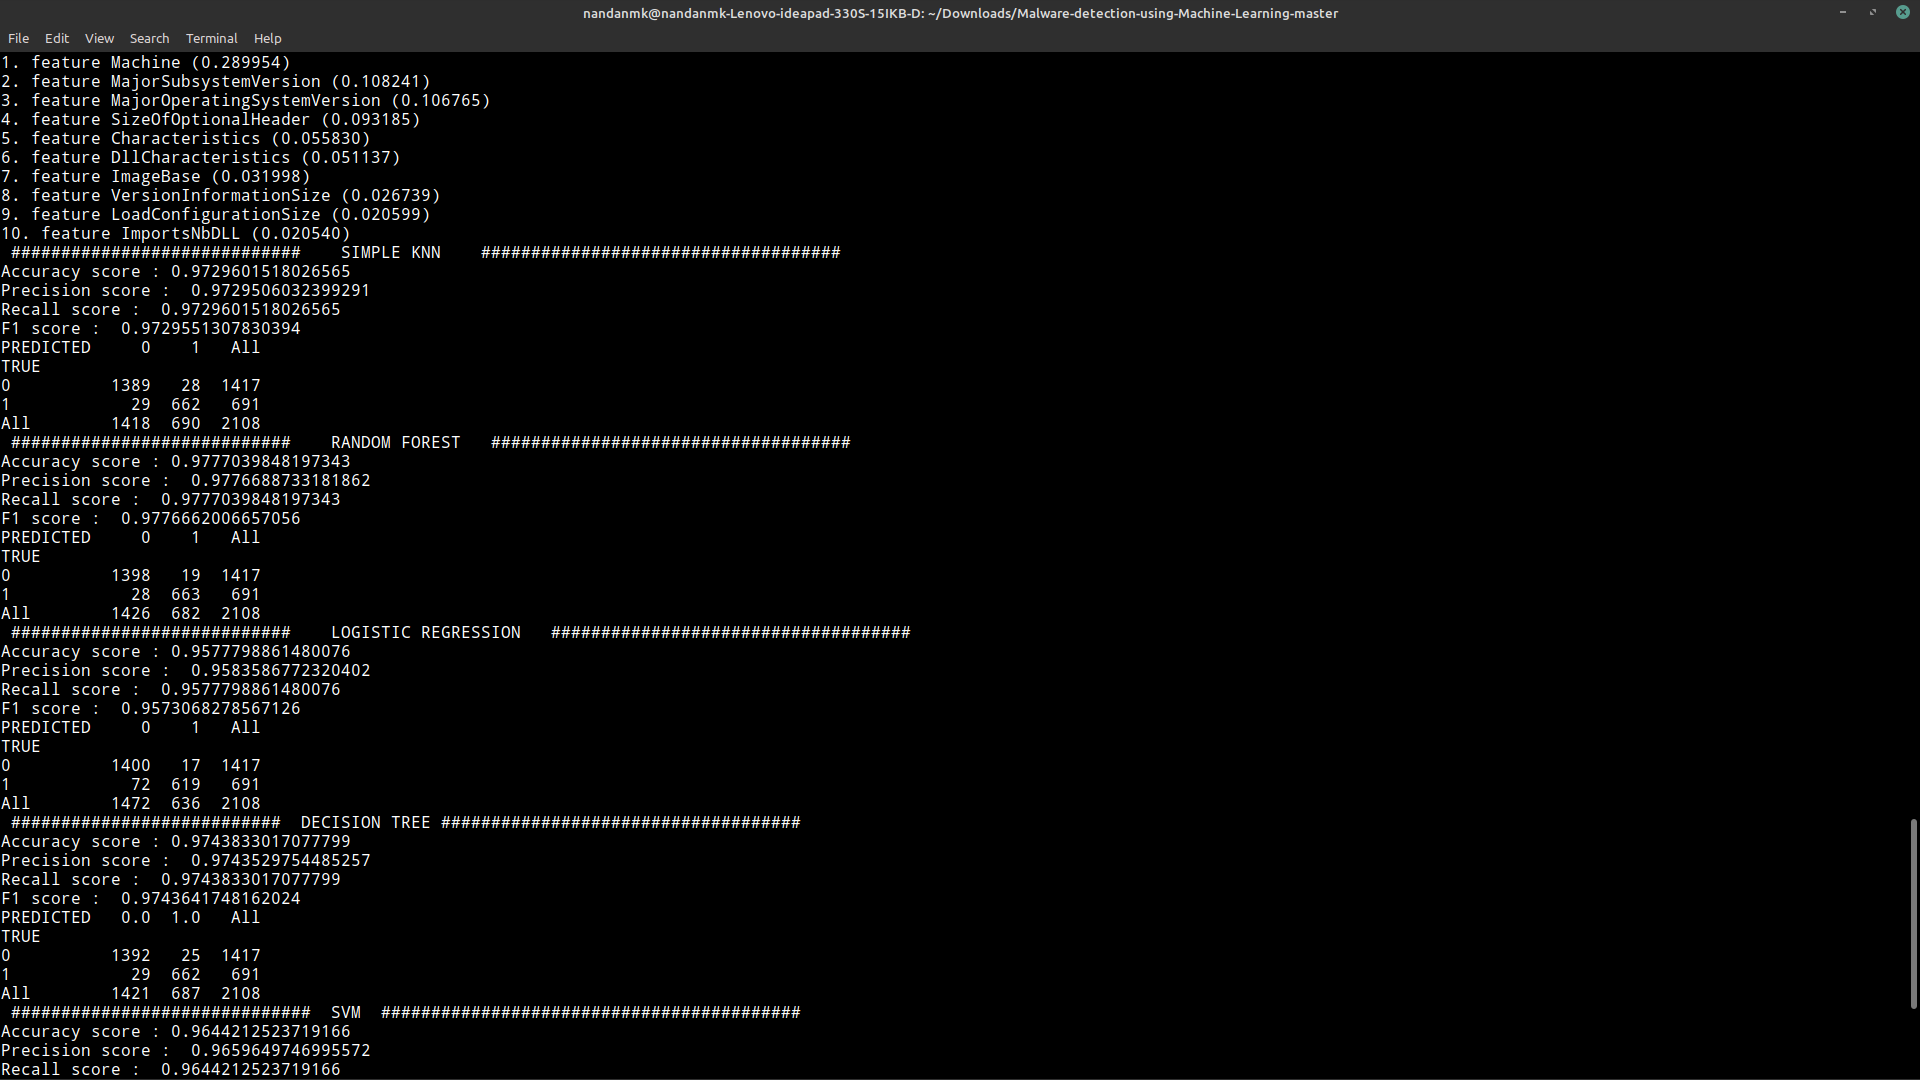 nandanmk@nandanmk-Lenovo-ideapad-330S-15IKB-D: ~/Downloads/Malware-detection-using-Machine-Learning-master
File Edit View Search Terminal Help
1. feature Machine (0.289954)
2. feature MajorSubsystemVersion (0.108241)
3. feature MajorOperatingSystemVersion (0.106765)
4. feature SizeOfOptionalHeader (0.093185)
5. feature Characteristics (0.055830)
6. feature DllCharacteristics (0.051137)
7. feature ImageBase (0.031998)
8. feature VersionInformationSize (0.026739)
9. feature LoadConfigurationSize (0.020599)
10. feature ImportsNbDLL (0.020540)
 #############################    SIMPLE KNN    ####################################
Accuracy score : 0.9729601518026565
Precision score :  0.9729506032399291
Recall score :  0.9729601518026565
F1 score :  0.9729551307830394
PREDICTED     0    1   All
TRUE
0          1389   28  1417
1            29  662   691
All        1418  690  2108
 ############################    RANDOM FOREST   ####################################
Accuracy score : 0.9777039848197343
Precision score :  0.9776688733181862
Recall score :  0.9777039848197343
F1 score :  0.9776662006657056
PREDICTED     0    1   All
TRUE
0          1398   19  1417
1            28  663   691
All        1426  682  2108
 ############################    LOGISTIC REGRESSION   ####################################
Accuracy score : 0.9577798861480076
Precision score :  0.9583586772320402
Recall score :  0.9577798861480076
F1 score :  0.9573068278567126
PREDICTED     0    1   All
TRUE
0          1400   17  1417
1            72  619   691
All        1472  636  2108
 ###########################  DECISION TREE ####################################
Accuracy score : 0.9743833017077799
Precision score :  0.9743529754485257
Recall score :  0.9743833017077799
F1 score :  0.9743641748162024
PREDICTED   0.0  1.0   All
TRUE
0          1392   25  1417
1            29  662   691
All        1421  687  2108
 ##############################  SVM  ##########################################
Accuracy score : 0.9644212523719166
Precision score :  0.9659649746995572
Recall score :  0.9644212523719166